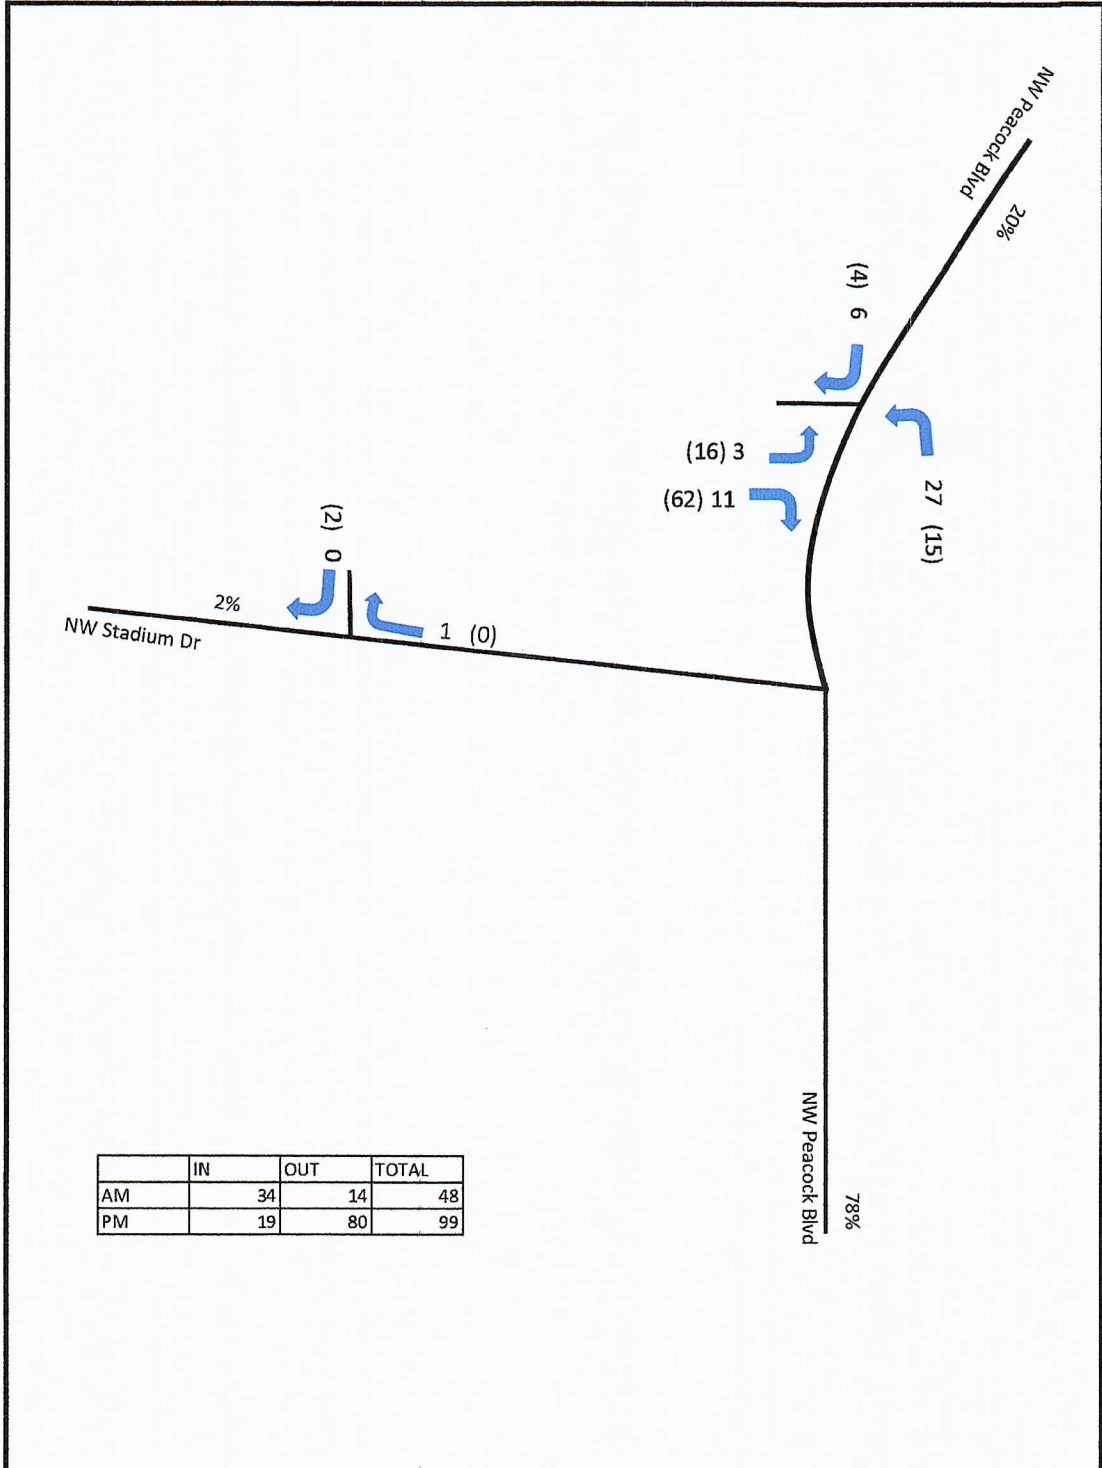 NW Peacock Blvd
20%
(4) 6
(16) 3
27 (15)
(62) 11
(2) 0
2%
1 (0)
NW Stadium Dr
NW Peacock Blvd
78%
IN OUT TOTAL
AM 34 14 48
PM 19 80 99